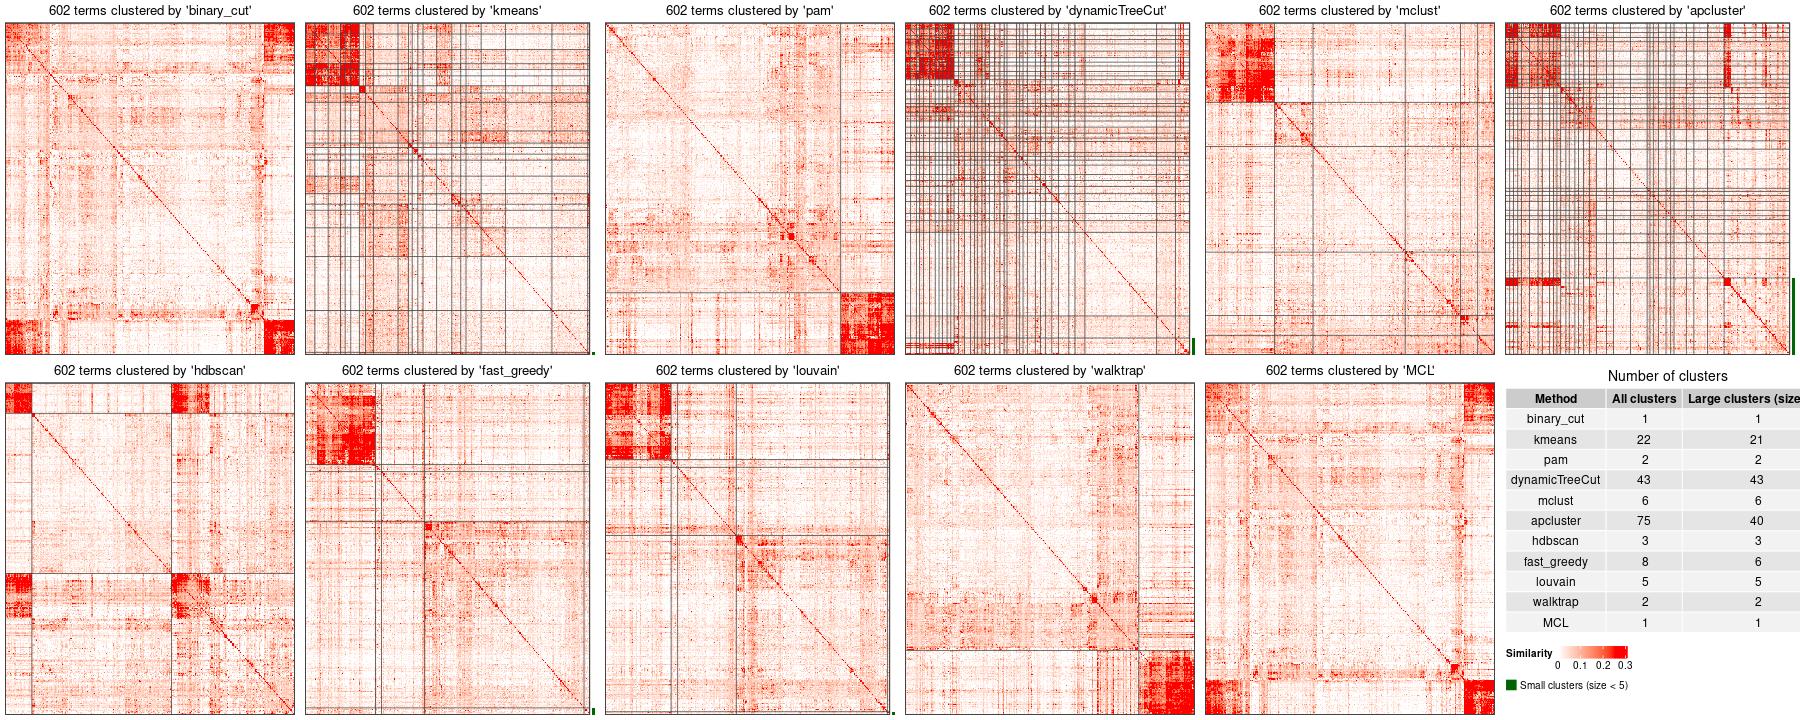 602 terms clustered by 'binary_cut'
602 terms clustered by 'kmeans'
602 terms clustered by 'pam'
602 terms clustered by 'dynamicTreeCut'
602 terms clustered by 'mclust'
602 terms clustered by 'apcluster'
602 terms clustered by 'hdbscan'
602 terms clustered by 'fast_greedy'
602 terms clustered by 'louvain'
602 terms clustered by 'walktrap'
602 terms clustered by 'MCL'
Number of clusters
Method All clusters Large clusters (size
binary_cut 1 1
kmeans 22 21
pam 2 2
dynamicTreeCut 43 43
mclust 6 6
apcluster 75 40
hdbscan 3 3
fast_greedy 8 6
louvain 5 5
walktrap 2 2
MCL 1 1
Similarity
0 0.1 0.2 0.3
Small clusters (size < 5)